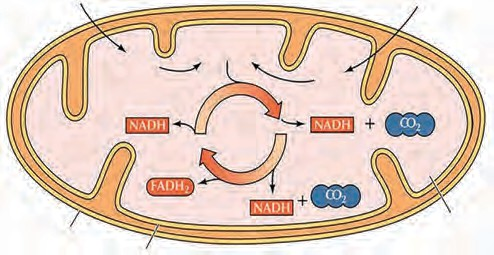 NADH
NADH + CO₂
FADH₂
NADH + CO₂